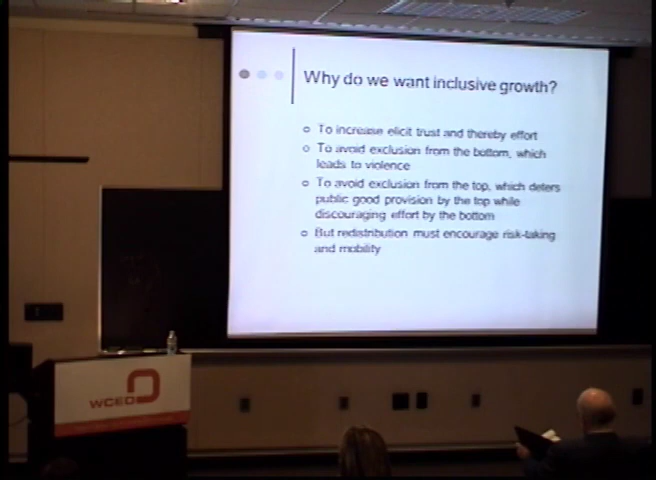 Why do we want inclusive growth?
To increase elicit trust and thereby effort
To avoid exclusion from the bottom, which
leads to violence
To avoid exclusion from the top, which deters
public good provision by the top while
discouraging effort by the bottom
But redistribution must encourage risk-taking
and mobility
WCED